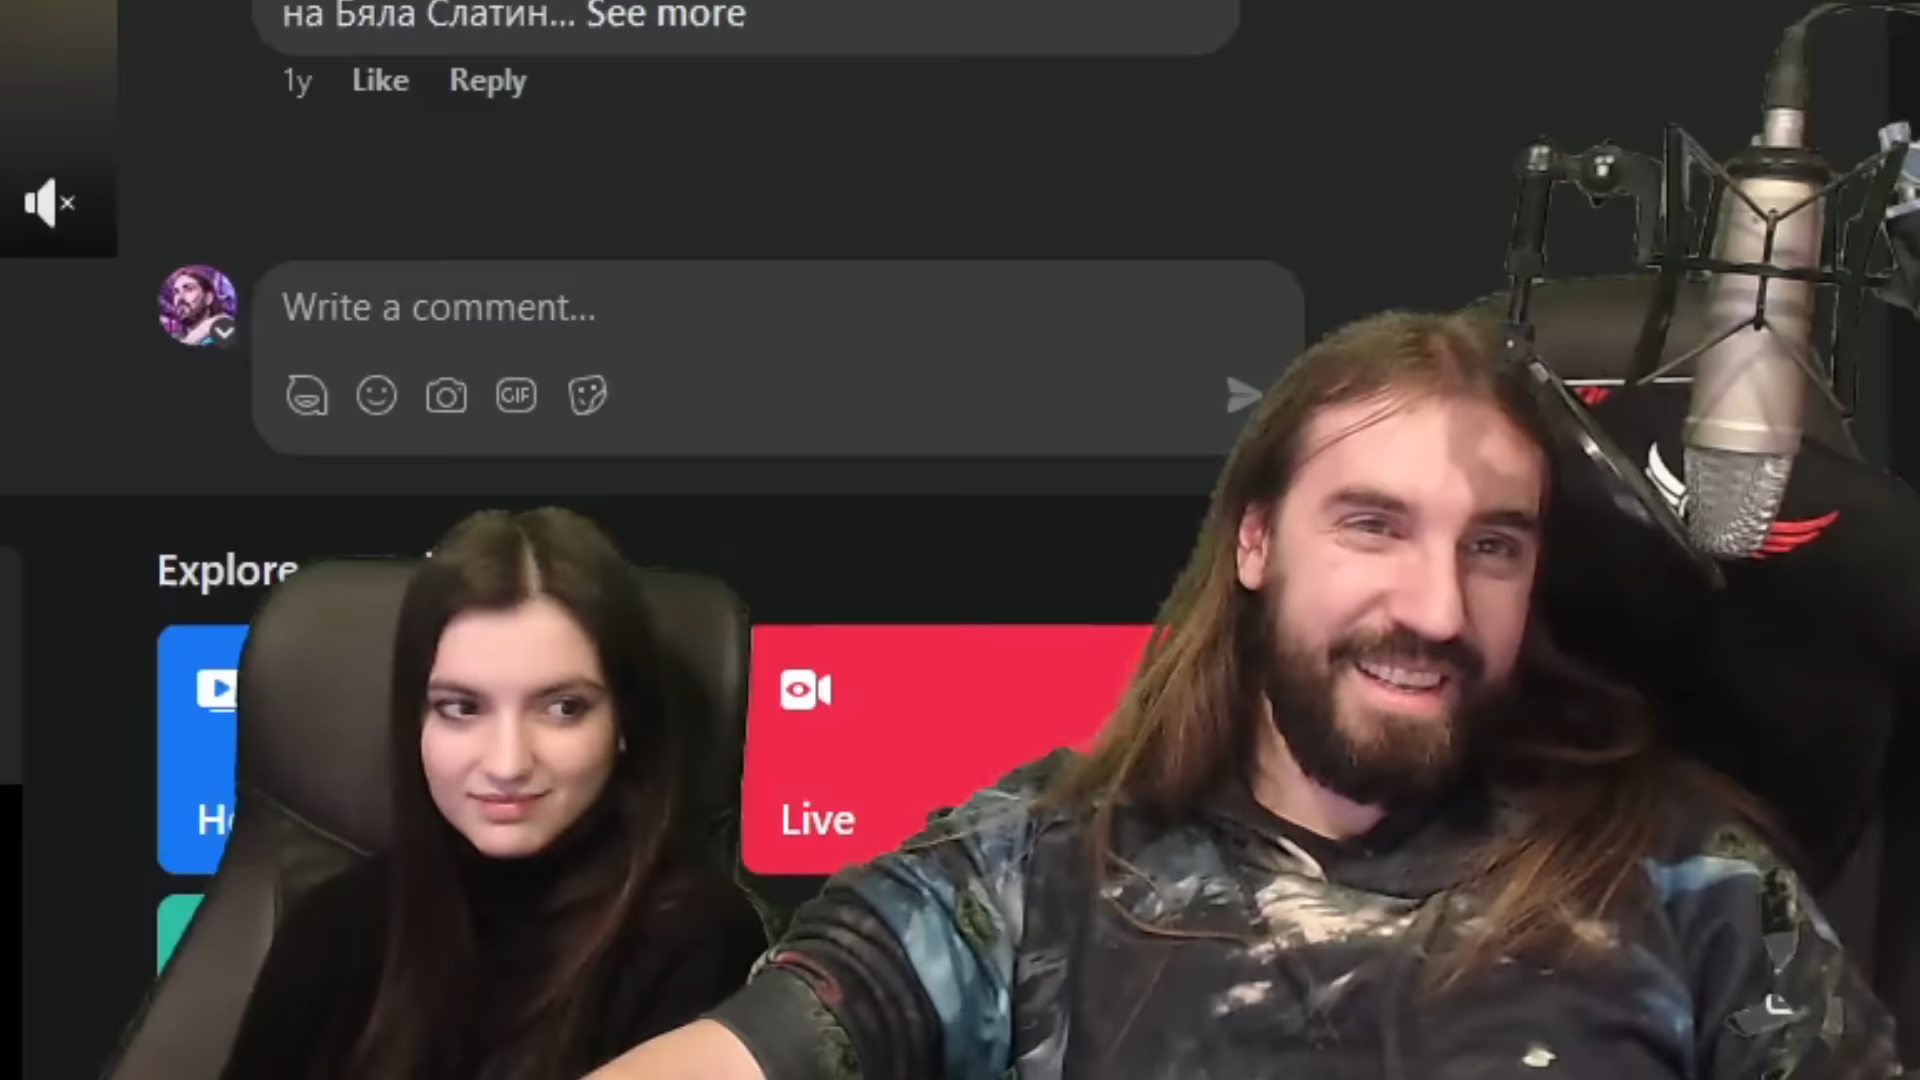 на Бяла Слатин... See more
1y Like Reply
Write a comment...
GIF
Explore
Live